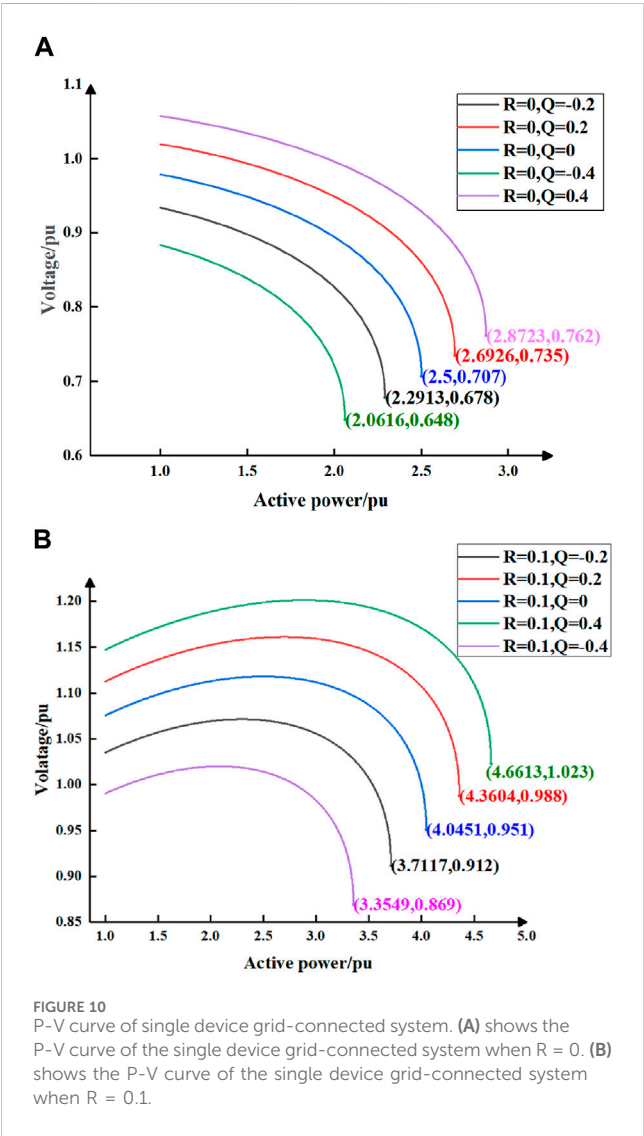 A
1.1
1.0
0.9
0.8
0.7
0.6
Voltage/pu
R=0,Q=-0.2
R=0,Q=0.2
R=0,Q=0
R=0,Q=-0.4
R=0,Q=0.4
(2.8723,0.762)
(2.6926,0.735)
(2.5,0.707)
(2.2913,0.678)
(2.0616,0.648)
1.0 1.5 2.0 2.5 3.0
Active power/pu
B
1.20
1.15
1.10
1.05
1.00
0.95
0.90
0.85
Volatage/pu
R=0.1,Q=-0.2
R=0.1,Q=0.2
R=0.1,Q=0
R=0.1,Q=0.4
R=0.1,Q=-0.4
(4.6613,1.023)
(4.3604,0.988)
(4.0451,0.951)
(3.7117,0.912)
(3.3549,0.869)
1.0 1.5 2.0 2.5 3.0 3.5 4.0 4.5 5.0
Active power/pu
FIGURE 10
P-V curve of single device grid-connected system. (A) shows the
P-V curve of the single device grid-connected system when R = 0. (B)
shows the P-V curve of the single device grid-connected system
when R = 0.1.